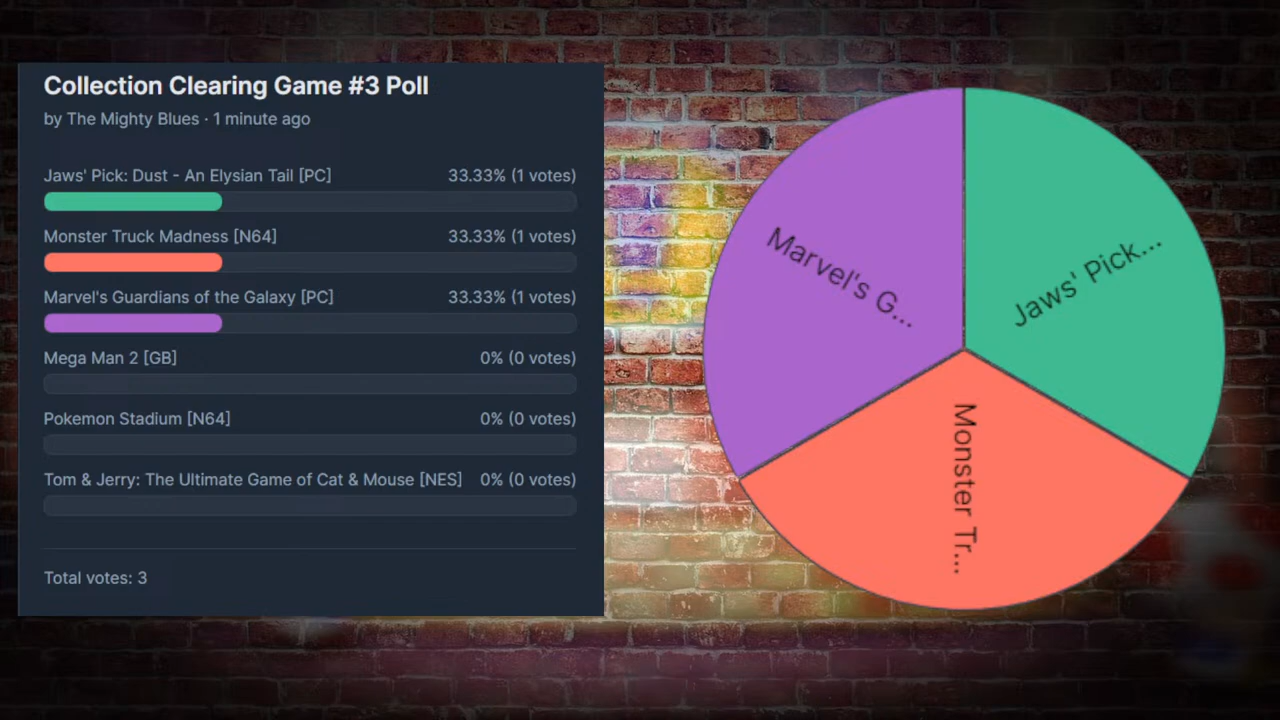 Collection Clearing Game #3 Poll
by The Mighty Blues · 1 minute ago
Jaws' Pick: Dust - An Elysian Tail [PC] 33.33% (1 votes)
Monster Truck Madness [N64] 33.33% (1 votes)
Marvel's Guardians of the Galaxy [PC] 33.33% (1 votes)
Mega Man 2 [GB] 0% (0 votes)
Pokemon Stadium [N64] 0% (0 votes)
Tom & Jerry: The Ultimate Game of Cat & Mouse [NES] 0% (0 votes)
Total votes: 3
Marvel's G...
Jaws' Pick...
Monster Tr...